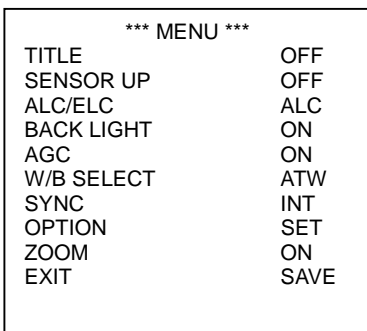 *** MENU ***
TITLE OFF
SENSOR UP OFF
ALC/ELC ALC
BACK LIGHT ON
AGC ON
W/B SELECT ATW
SYNC INT
OPTION SET
ZOOM ON
EXIT SAVE